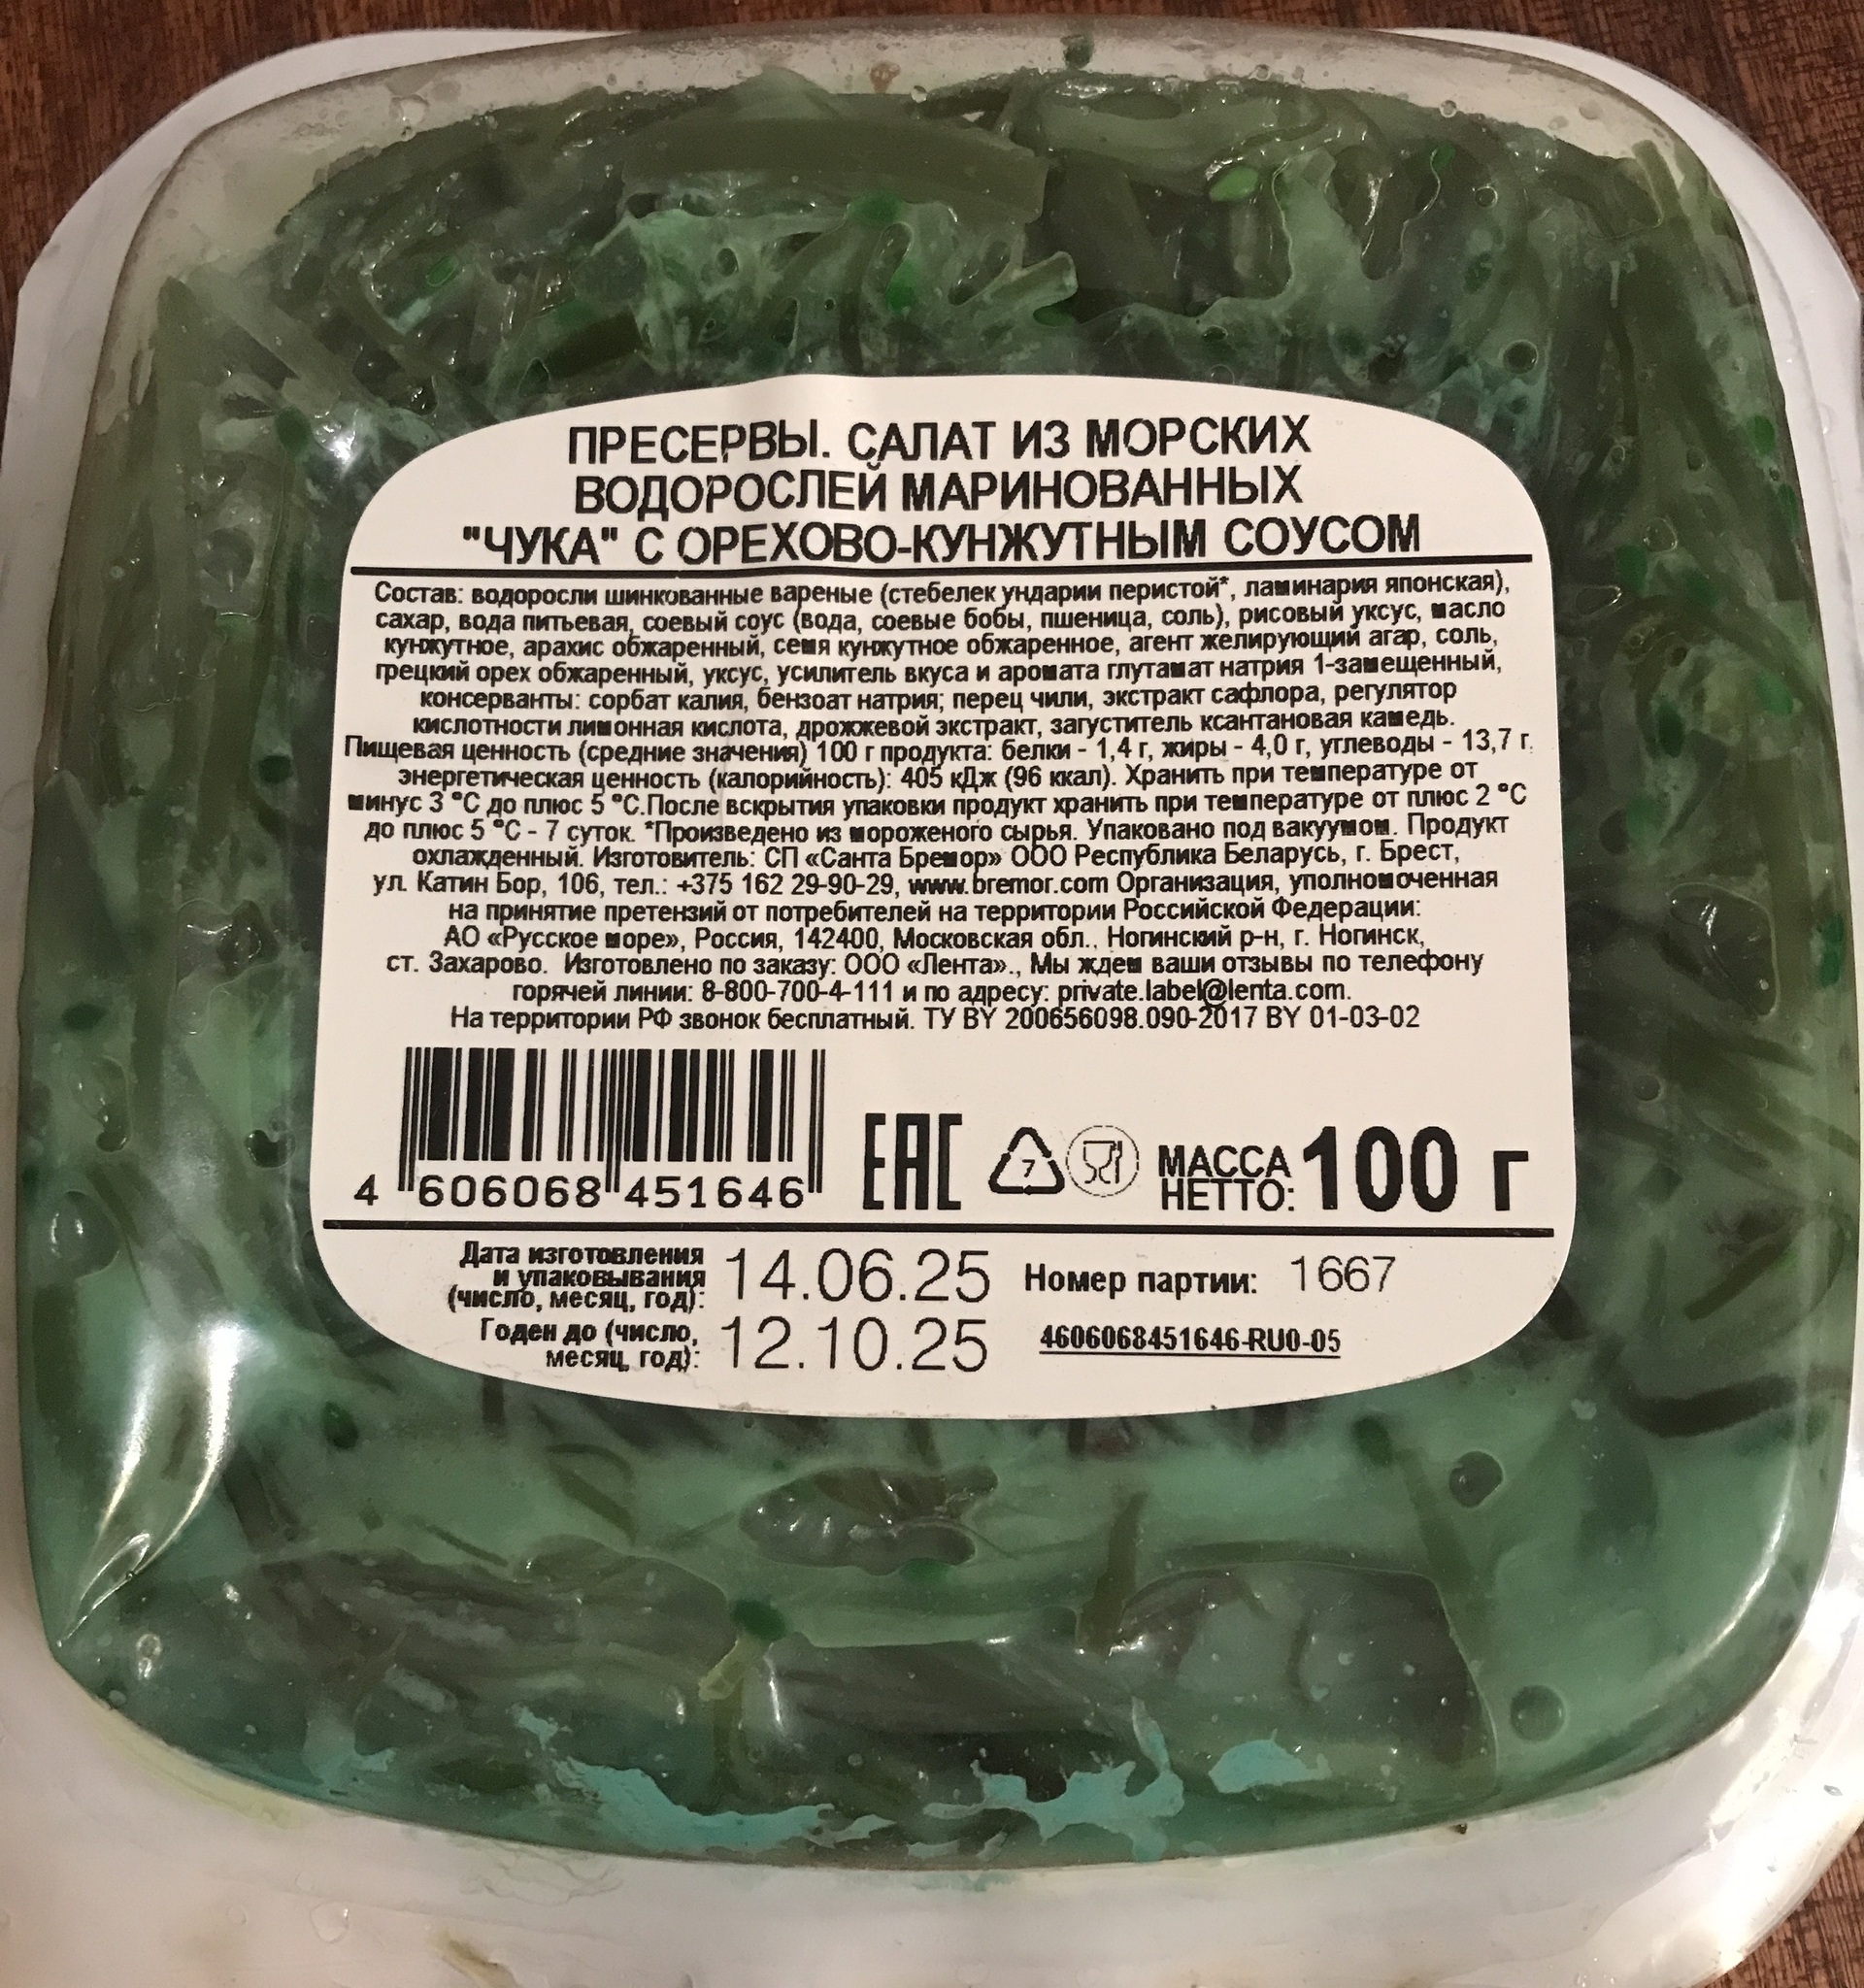 ПРЕСЕРВЫ. САЛАТ ИЗ МОРСКИХ
ВОДОРОСЛЕЙ МАРИНОВАННЫХ
"ЧУКА" С ОРЕХОВО-КУНЖУТНЫМ СОУСОМ
Состав: водоросли шинкованные вареные (стебелек ундарии перистой*, ламинария японская),
сахар, вода питьевая, соевый соус (вода, соевые бобы, пшеница, соль), рисовый уксус, масло
кунжутное, арахис обжаренный, семя кунжутное обжаренное, агент желирующий агар, соль,
грецкий орех обжаренный, уксус, усилитель вкуса и аромата глутамат натрия 1-замещенный,
консерванты: сорбат калия, бензоат натрия; перец чили, экстракт сафлора, регулятор
кислотности лимонная кислота, дрожжевой экстракт, загуститель ксантановая камедь.
Пищевая ценность (средние значения) 100 г продукта: белки - 1,4 г, жиры - 4,0 г, углеводы - 13,7 г.
энергетическая ценность (калорийность): 405 кДж (96 ккал). Хранить при температуре от
минус 3 °С до плюс 5 °С.После вскрытия упаковки продукт хранить при температуре от плюс 2 °С
до плюс 5 °С - 7 суток. *Произведено из мороженого сырья. Упаковано под вакуумом. Продукт
охлажденный. Изготовитель: СП «Санта Бремор» ООО Республика Беларусь, г. Брест,
ул. Катин Бор, 106, тел.: +375 162 29-90-29, www.bremor.com Организация, уполномоченная
на принятие претензий от потребителей на территории Российской Федерации:
АО «Русское море», Россия, 142400, Московская обл., Ногинский р-н, г. Ногинск,
ст. Захарово. Изготовлено по заказу: ООО «Лента»., Мы ждем ваши отзывы по телефону
горячей линии: 8-800-700-4-111 и по адресу: private.label@lenta.com.
На территории РФ звонок бесплатный. ТУ BY 200656098.090-2017 BY 01-03-02
4 606068 451646
ЕАС
7
МАССА
НЕТТО: 100 г
Дата изготовления
и упаковывания
(число, месяц, год): 14.06.25 Номер партии: 1667
Годен до (число,
месяц, год): 12.10.25 4606068451646-RU0-05